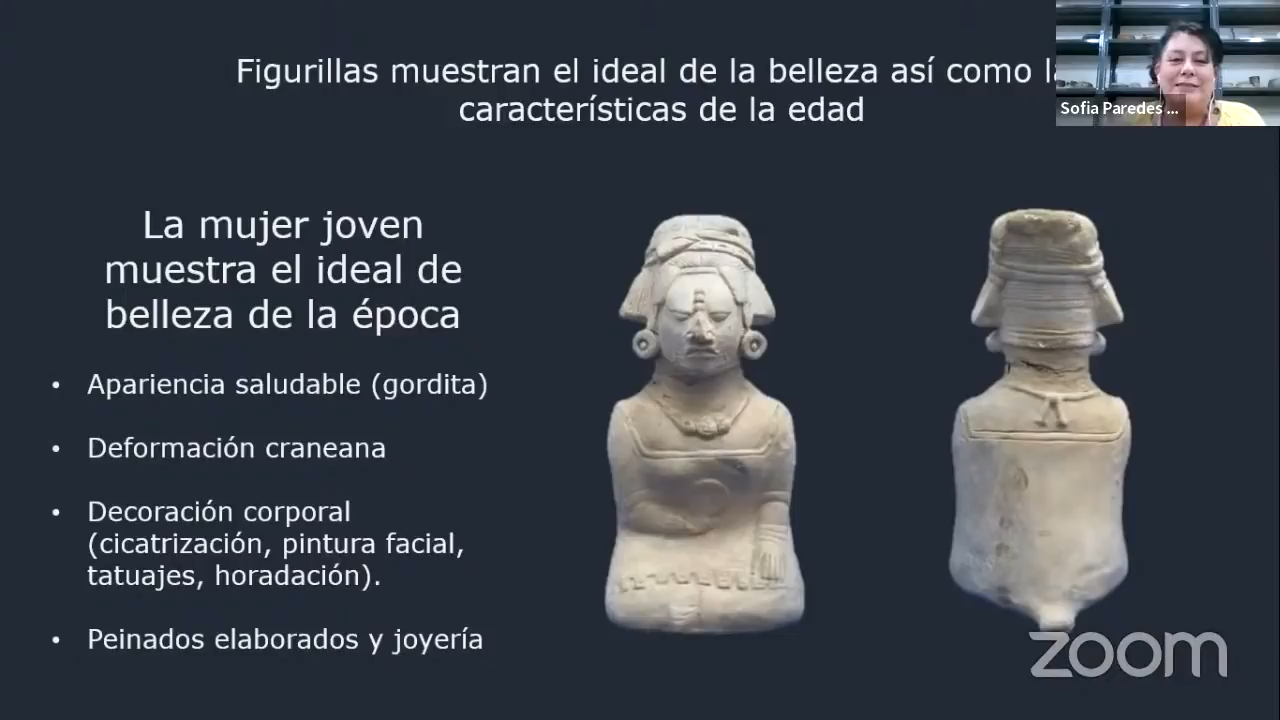 Figurillas muestran el ideal de la belleza así como
características de la edad
Sofia Paredes ...
La mujer joven
muestra el ideal de
belleza de la época
• Apariencia saludable (gordita)
• Deformación craneana
• Decoración corporal
(cicatrización, pintura facial,
tatuajes, horadación).
• Peinados elaborados y joyería
zoom